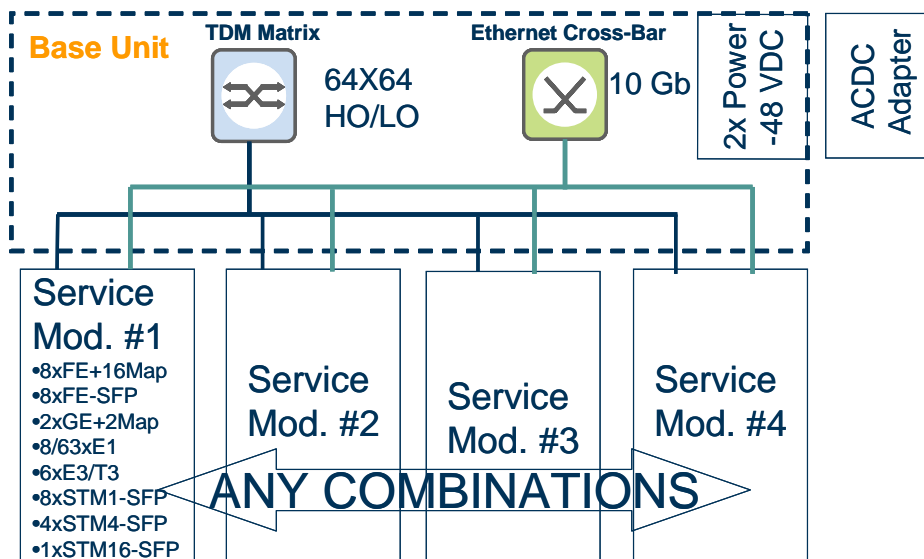 Base Unit
TDM Matrix
64X64
HO/LO
Ethernet Cross-Bar
10 Gb
2x Power
-48 VDC
ACDC
Adapter
Service
Mod. #1
•8xFE+16Map
•8xFE-SFP
•2xGE+2Map
•8/63xE1
•6xE3/T3
•8xSTM1-SFP
•4xSTM4-SFP
•1xSTM16-SFP
Service
Mod. #2
Service
Mod. #3
Service
Mod. #4
ANY COMBINATIONS